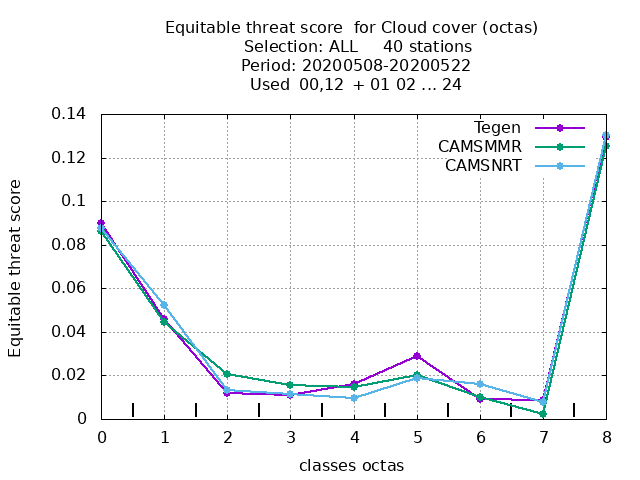 Equitable threat score  for Cloud cover (octas)
Selection: ALL     40 stations
Period: 20200508-20200522
Used  00,12  + 01 02 ... 24
Tegen
CAMSMMR
CAMSNRT
0.14
0.12
0.1
0.08
0.06
0.04
0.02
0
Equitable threat score
0 1 2 3 4 5 6 7 8
classes octas